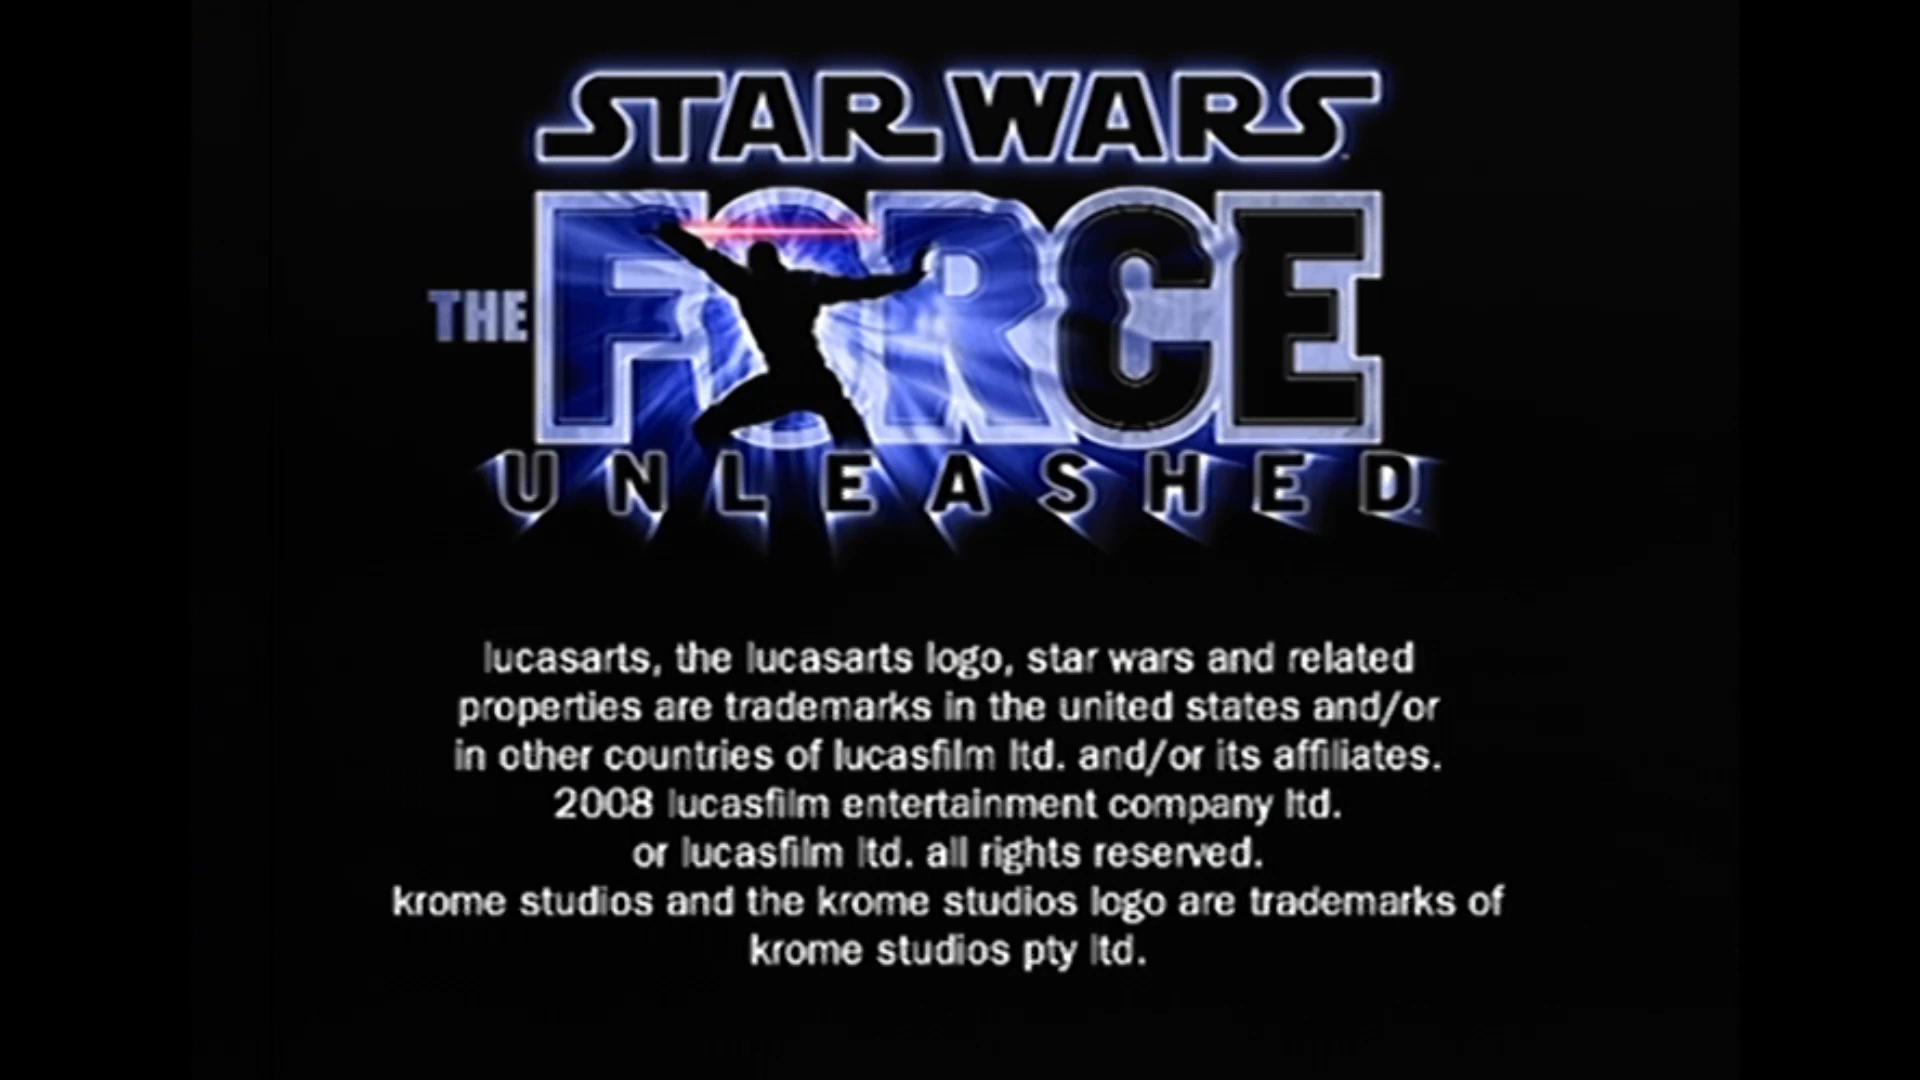 STAR WARS
THE FORCE
UNLEASHED
lucasarts, the lucasarts logo, star wars and related
properties are trademarks in the united states and/or
in other countries of lucasfilm ltd. and/or its affiliates.
2008 lucasfilm entertainment company ltd.
or lucasfilm ltd. all rights reserved.
krome studios and the krome studios logo are trademarks of
krome studios pty ltd.